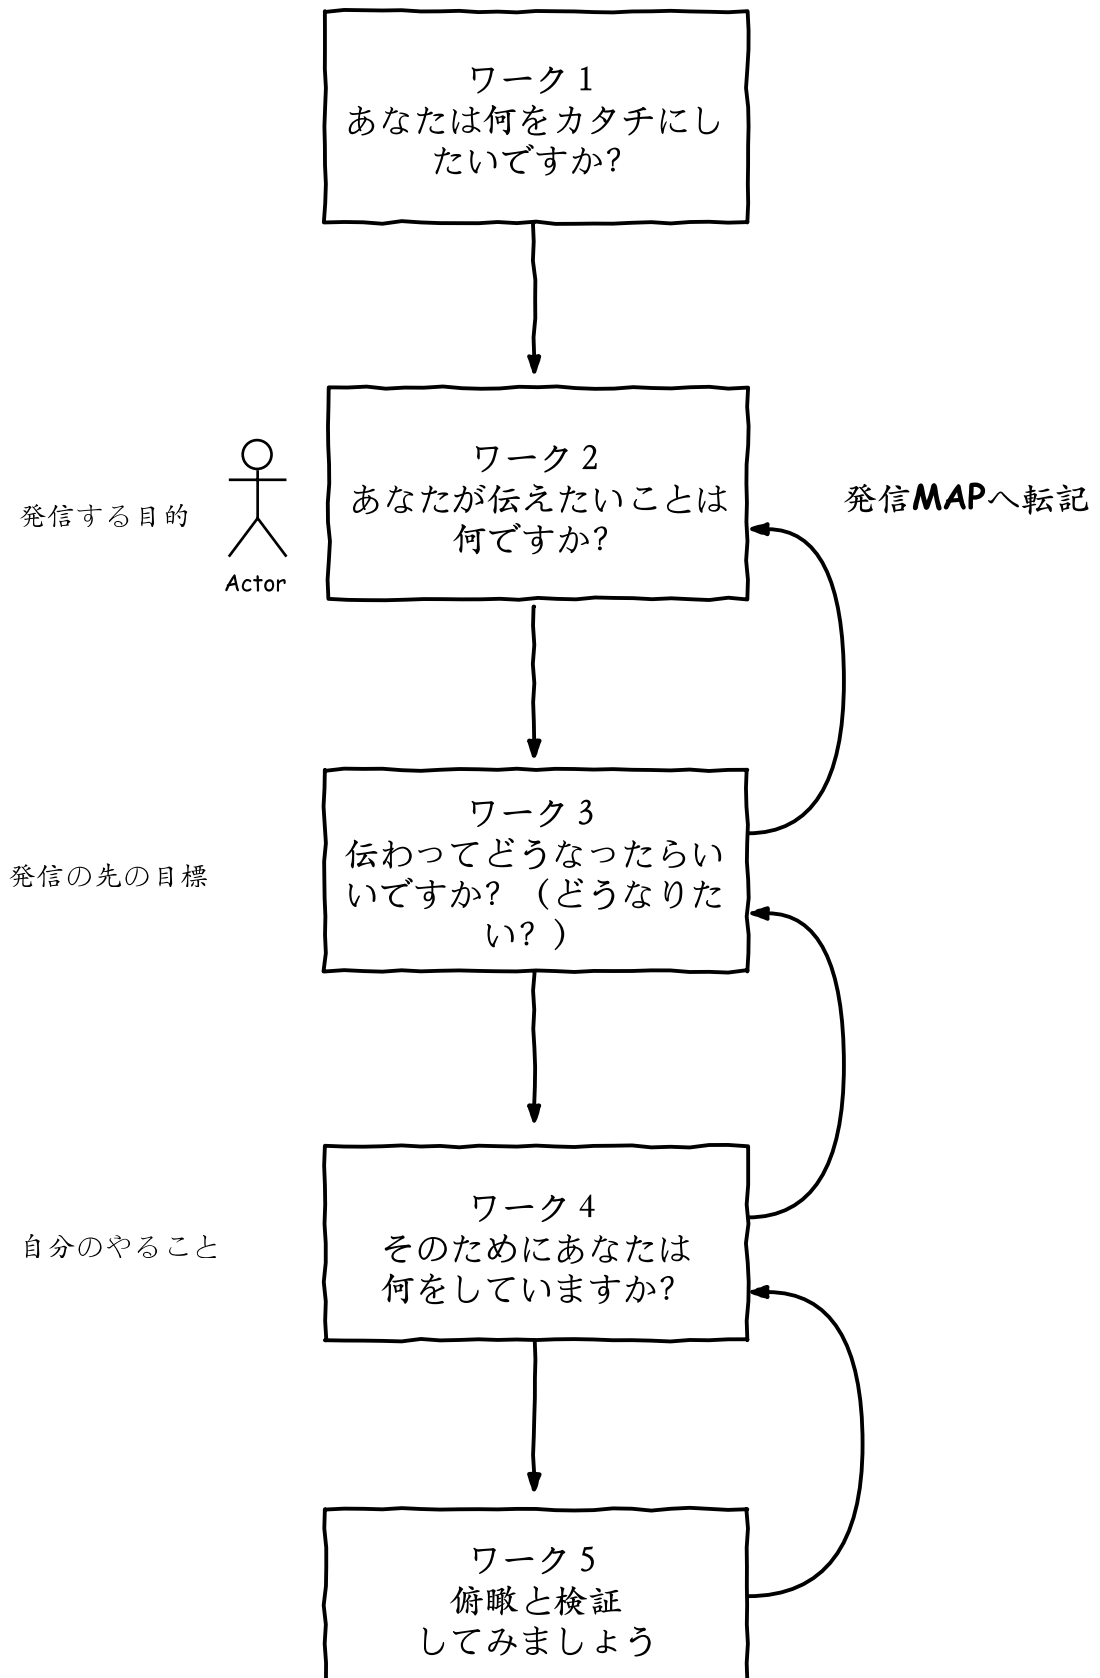 ワーク 1
あなたは何をカタチにし
たいですか?
ワーク 2
あなたが伝えたいことは
何ですか?
発信する目的
Actor
発信MAPへ転記
ワーク 3
伝わってどうなったらい
いですか? (どうなりた
い? )
発信の先の目標
ワーク 4
そのためにあなたは
何をしていますか?
自分のやること
ワーク 5
俯瞰と検証
してみましょう